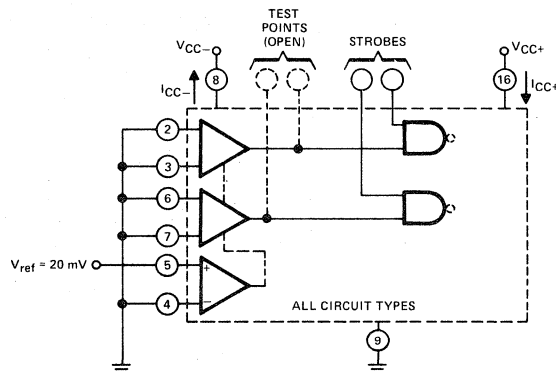 TEST
POINTS
(OPEN)
STROBES
VCC−
VCC+
8
16
ICC−
ICC+
2
3
6
7
Vref = 20 mV
5
+
4
−
ALL CIRCUIT TYPES
9